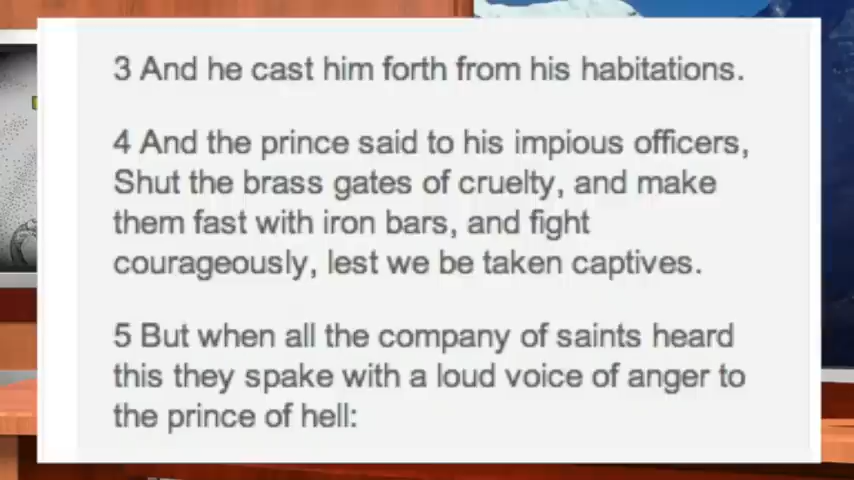 3 And he cast him forth from his habitations.
4 And the prince said to his impious officers,
Shut the brass gates of cruelty, and make
them fast with iron bars, and fight
courageously, lest we be taken captives.
5 But when all the company of saints heard
this they spake with a loud voice of anger to
the prince of hell: